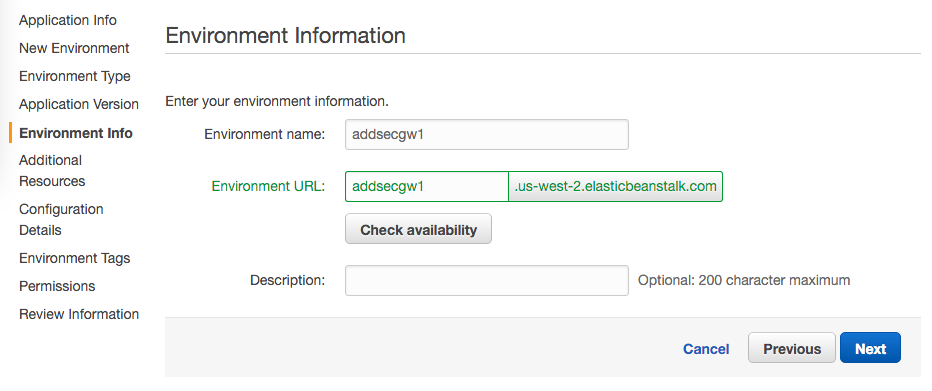 Application Info
New Environment
Environment Type
Application Version
Environment Info
Additional
Resources
Configuration
Details
Environment Tags
Permissions
Review Information
Environment Information
Enter your environment information.
Environment name: addsecgw1
Environment URL: addsecgw1 .us-west-2.elasticbeanstalk.com
Check availability
Description: Optional: 200 character maximum
Cancel Previous Next